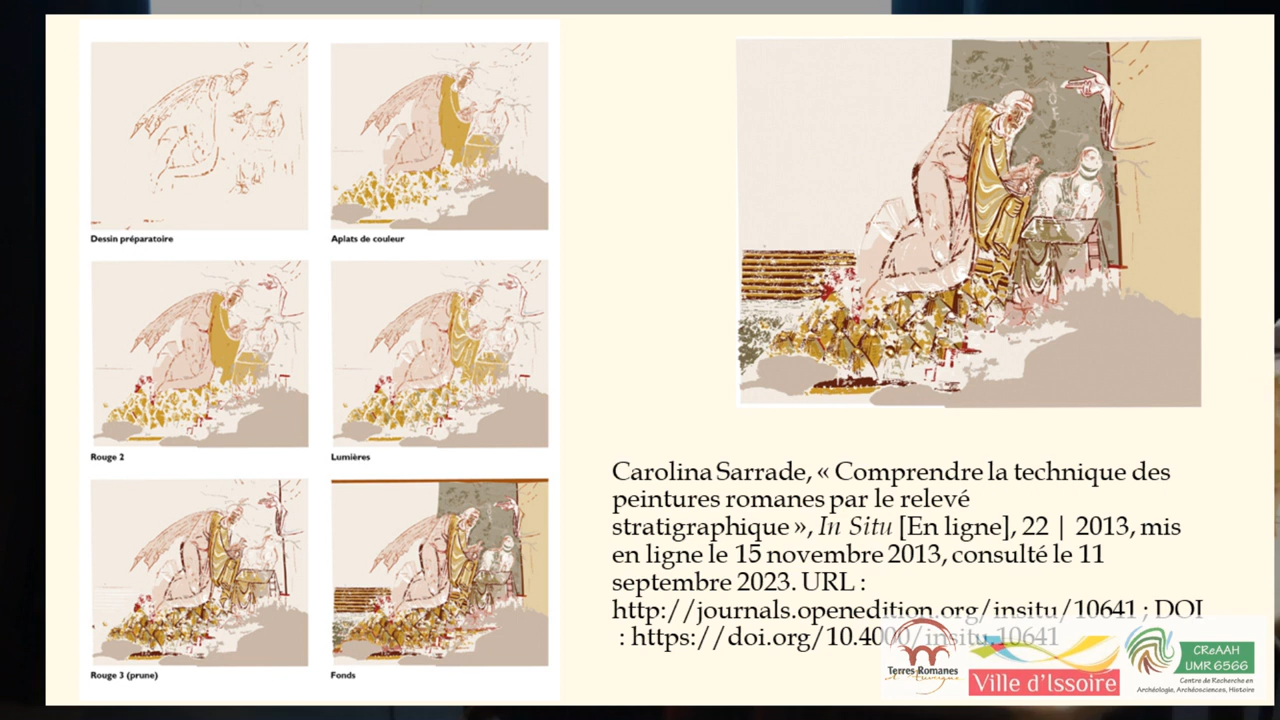 Dessin préparatoire
Aplats de couleur
Rouge 2
Lumières
Rouge 3 (prune)
Fonds
NOE
Carolina Sarrade, « Comprendre la technique des
peintures romanes par le relevé
stratigraphique », In Situ [En ligne], 22 | 2013, mis
en ligne le 15 novembre 2013, consulté le 11
septembre 2023. URL :
http://journals.openedition.org/insitu/10641 ; DOI
: https://doi.org/10.4000/insitu.10641
Terres Romanes
d'Auvergne
Ville d'Issoire
CReAAH
UMR 6566
Centre de Recherche en
Archéologie, Archéosciences, Histoire